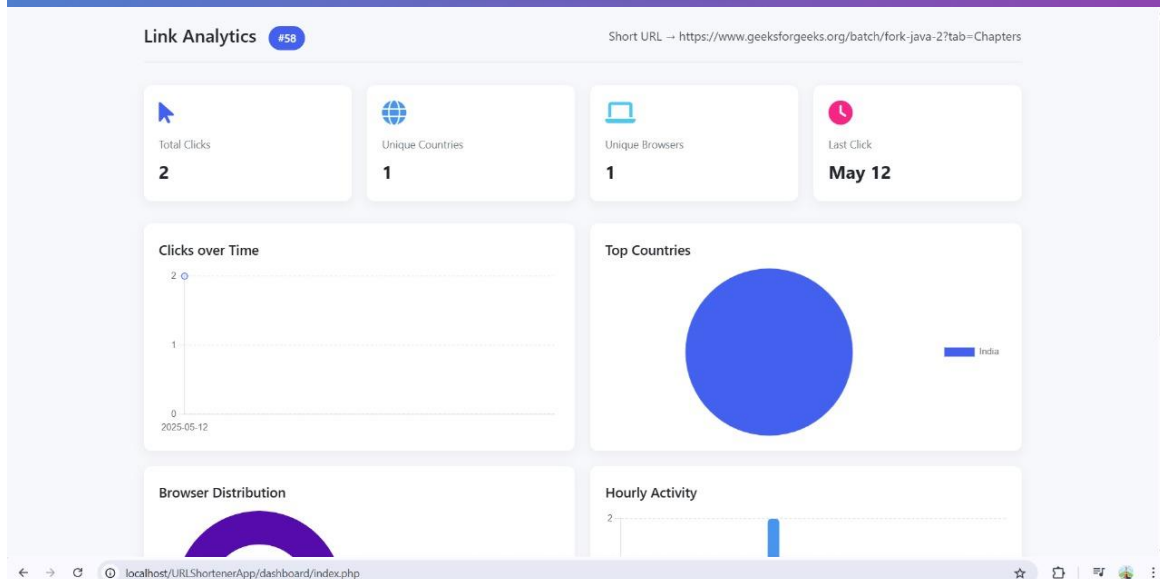 Link Analytics #58
Short URL → https://www.geeksforgeeks.org/batch/fork-java-2?tab=Chapters
Total Clicks
2
Unique Countries
1
Unique Browsers
1
Last Click
May 12
Clicks over Time
2
1
0
2025-05-12
Top Countries
India
Browser Distribution
Hourly Activity
2
localhost/URLShortenerApp/dashboard/index.php